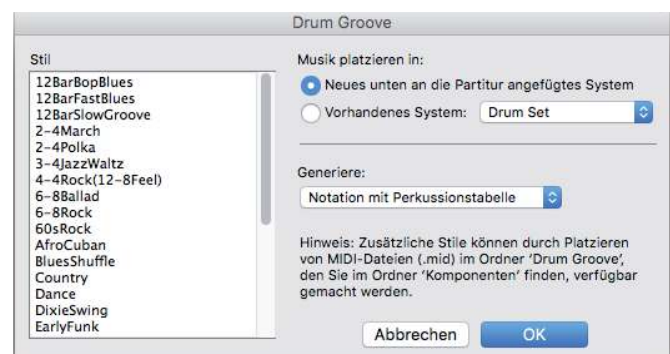 Drum Groove
Stil
12BarBopBlues
12BarFastBlues
12BarSlowGroove
2-4March
2-4Polka
3-4JazzWaltz
4-4Rock(12-8Feel)
6-8Ballad
6-8Rock
60sRock
AfroCuban
BluesShuffle
Country
Dance
DixieSwing
EarlyFunk
Musik platzieren in:
Neues unten an die Partitur angefügtes System
Vorhandenes System: Drum Set
Generiere:
Notation mit Perkussionstabelle
Hinweis: Zusätzliche Stile können durch Platzieren
von MIDI-Dateien (.mid) im Ordner 'Drum Groove',
den Sie im Ordner 'Komponenten' finden, verfügbar
gemacht werden.
Abbrechen OK